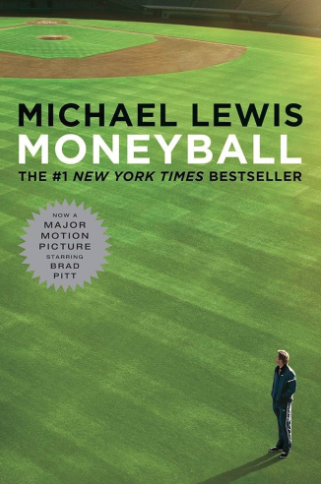 MICHAEL LEWIS
MONEYBALL
THE #1 NEW YORK TIMES BESTSELLER
NOW A
MAJOR
MOTION
PICTURE
STARRING
BRAD
PITT